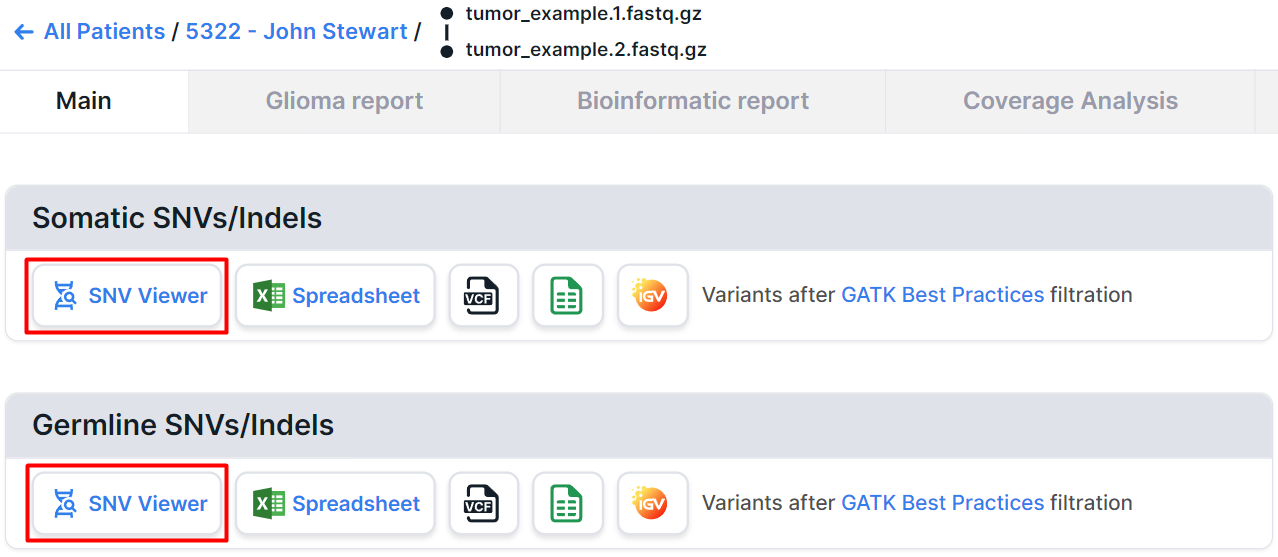 tumor_example.1.fastq.gz
← All Patients / 5322 - John Stewart /
tumor_example.2.fastq.gz
Main Glioma report Bioinformatic report Coverage Analysis
Somatic SNVs/Indels
SNV Viewer X Spreadsheet VCF IGV Variants after GATK Best Practices filtration
Germline SNVs/Indels
SNV Viewer X Spreadsheet VCF IGV Variants after GATK Best Practices filtration